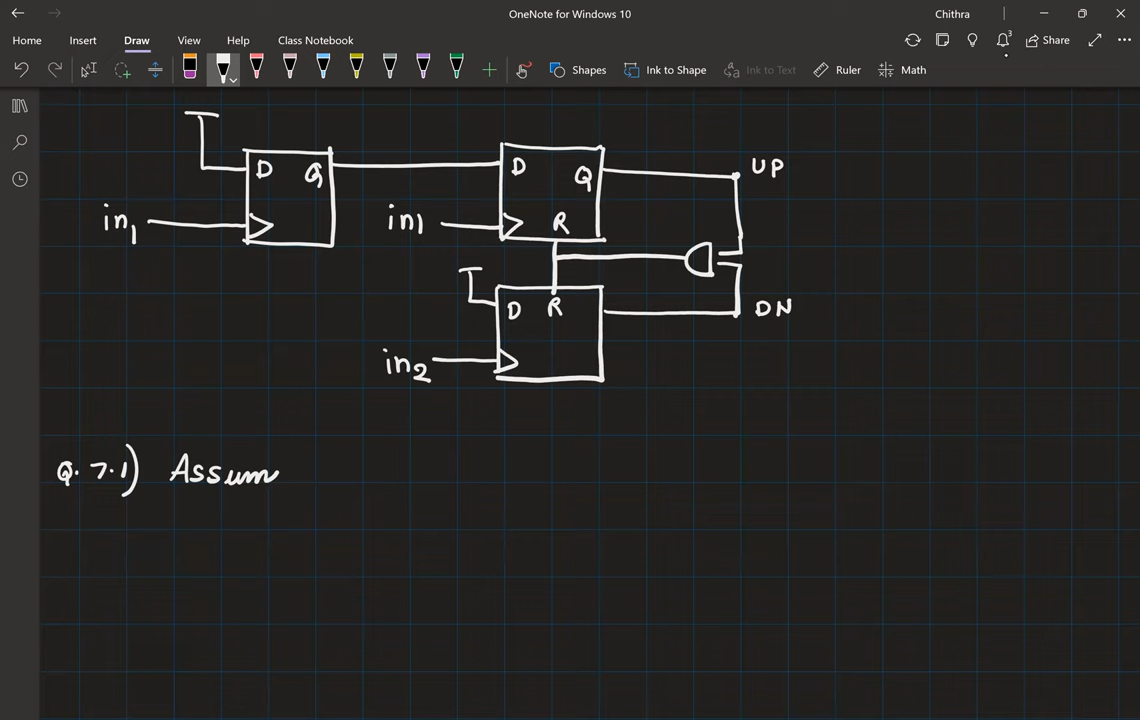 OneNote for Windows 10
Chithra
Home Insert Draw View Help Class Notebook
3
Share
Shapes Ink to Shape Ink to Text Ruler Math
D Q
in1
D Q
in1 R
UP
D R
in2
DN
Q. 7.1) Assum